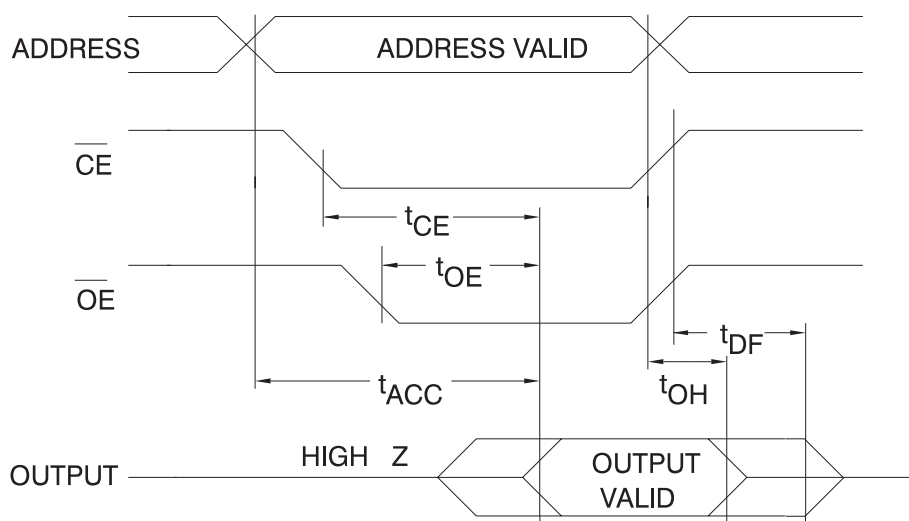 ADDRESS
ADDRESS VALID
CE
tCE
OE
tOE
tDF
tACC
tOH
OUTPUT
HIGH Z
OUTPUT
VALID